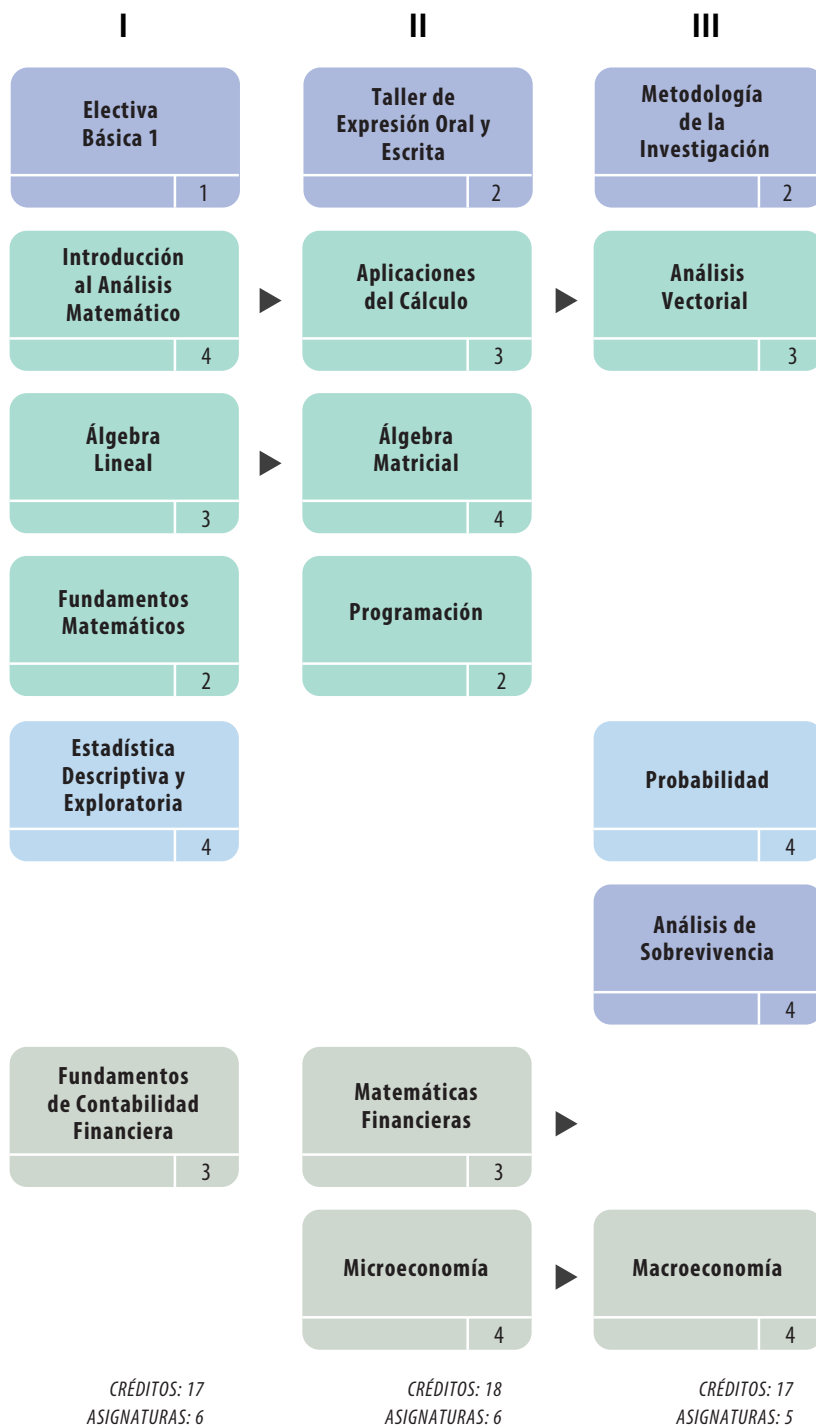 I
II
III
Electiva
Básica 1
1
Taller de
Expresión Oral y
Escrita
2
Metodología
de la
Investigación
2
Introducción
al Análisis
Matemático
4
Aplicaciones
del Cálculo
3
Análisis
Vectorial
3
Álgebra
Lineal
3
Álgebra
Matricial
4
Fundamentos
Matemáticos
2
Programación
2
Estadística
Descriptiva y
Exploratoria
4
Probabilidad
4
Análisis de
Sobrevivencia
4
Fundamentos
de Contabilidad
Financiera
3
Matemáticas
Financieras
3
Microeconomía
4
Macroeconomía
4
CRÉDITOS: 17
ASIGNATURAS: 6
CRÉDITOS: 18
ASIGNATURAS: 6
CRÉDITOS: 17
ASIGNATURAS: 5